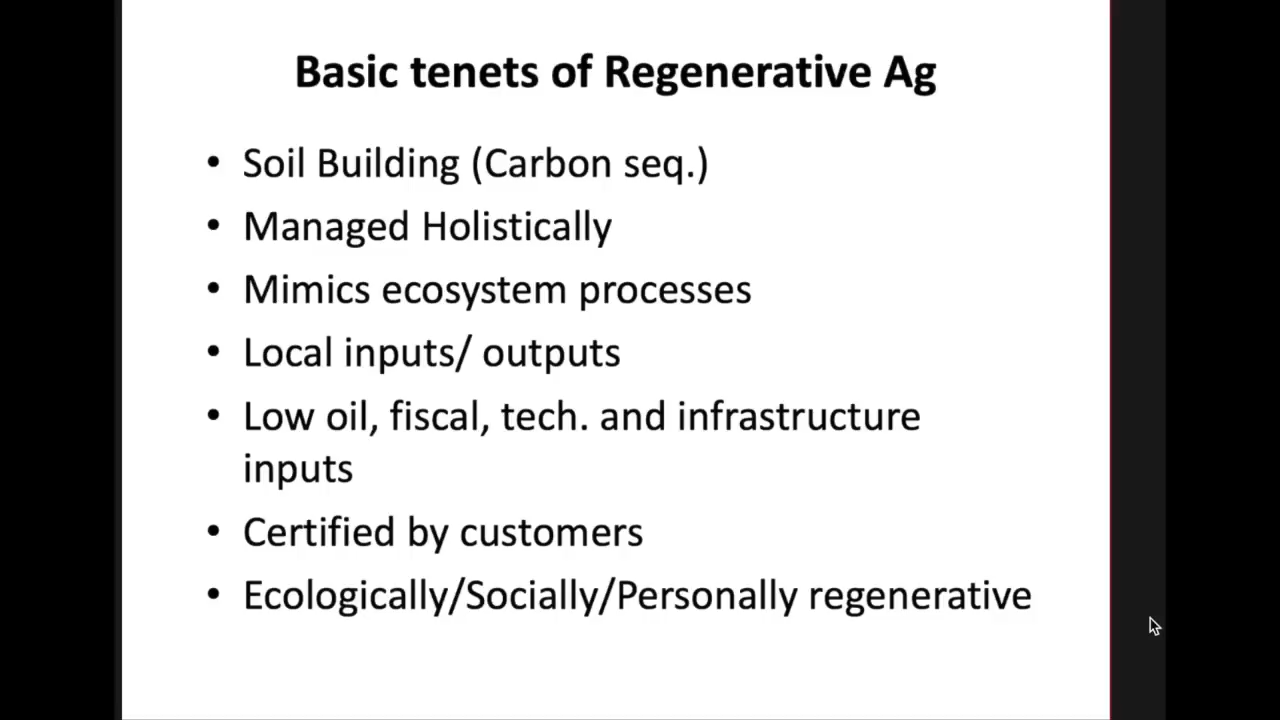 Basic tenets of Regenerative Ag
• Soil Building (Carbon seq.)
• Managed Holistically
• Mimics ecosystem processes
• Local inputs/ outputs
• Low oil, fiscal, tech. and infrastructure
inputs
• Certified by customers
• Ecologically/Socially/Personally regenerative